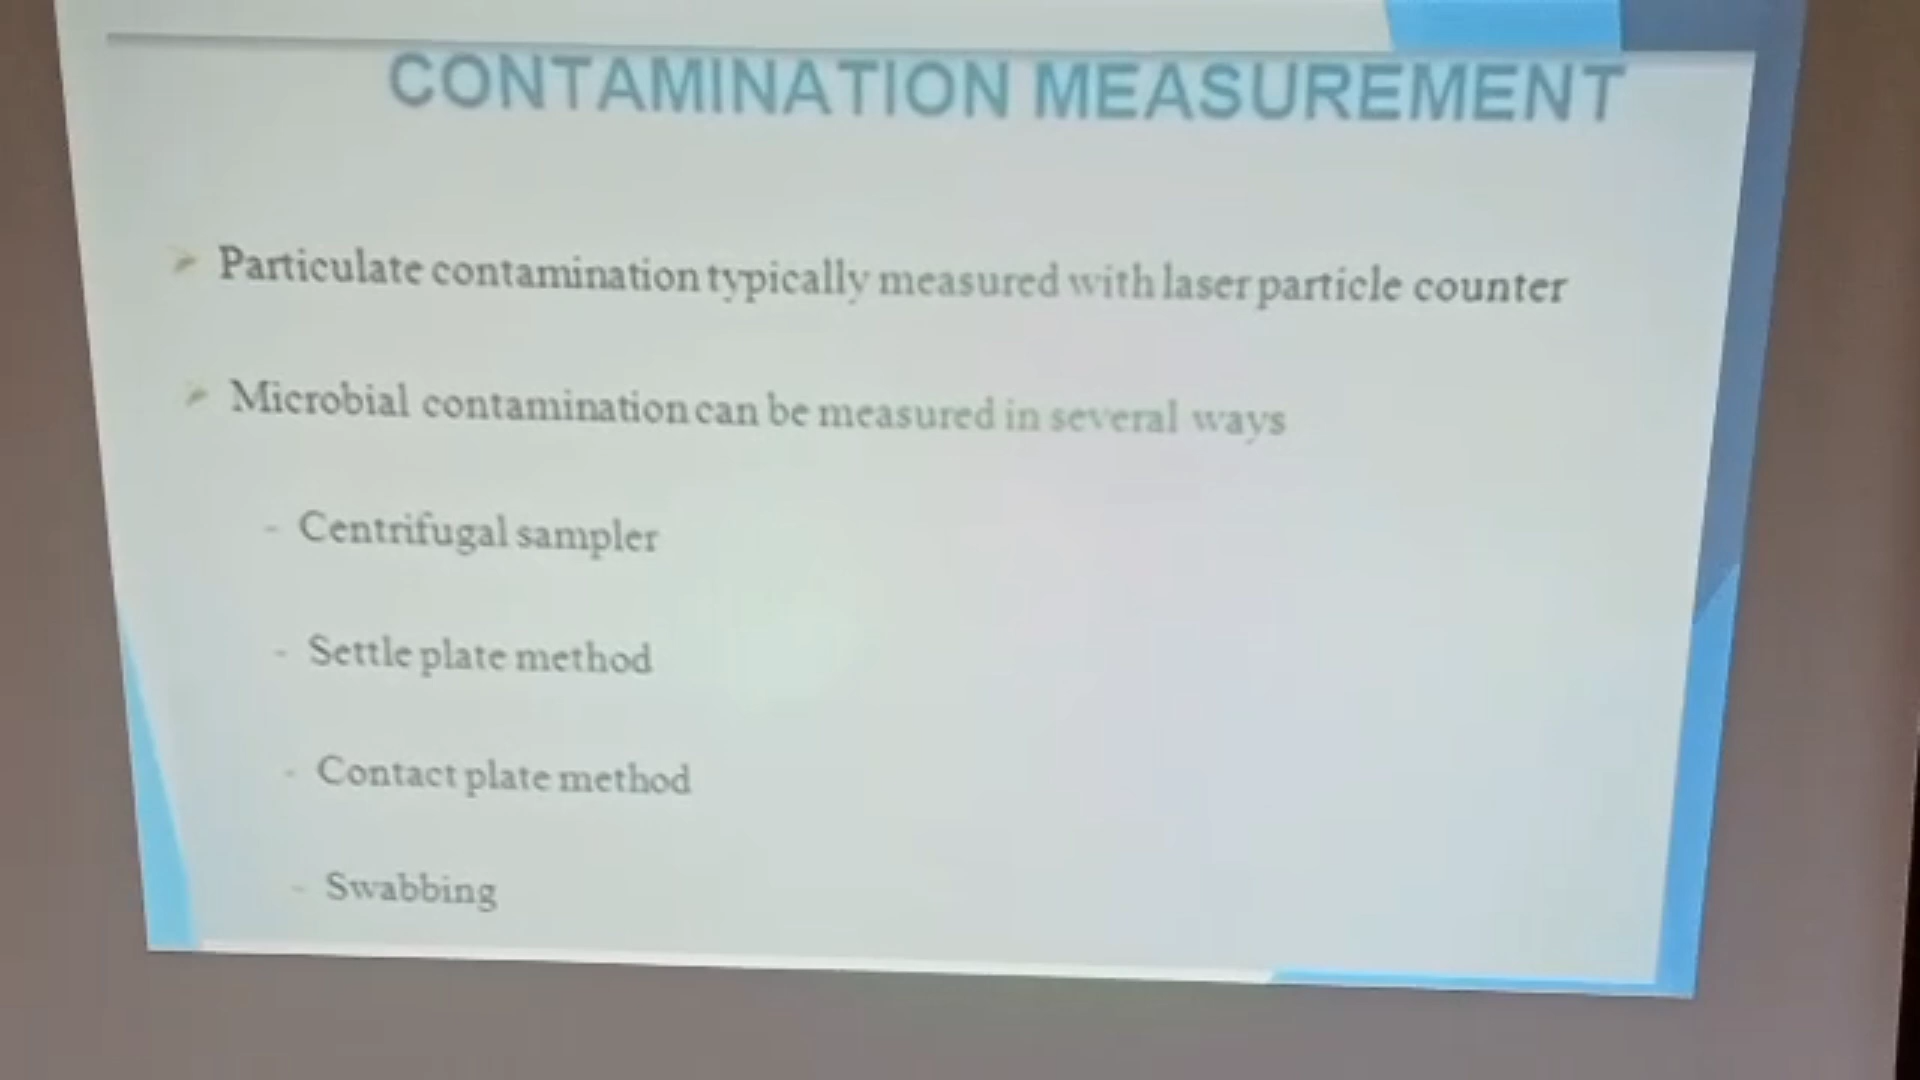 CONTAMINATION MEASUREMENT
➢ Particulate contamination typically measured with laser particle counter
➢ Microbial contamination can be measured in several ways
- Centrifugal sampler
- Settle plate method
- Contact plate method
- Swabbing